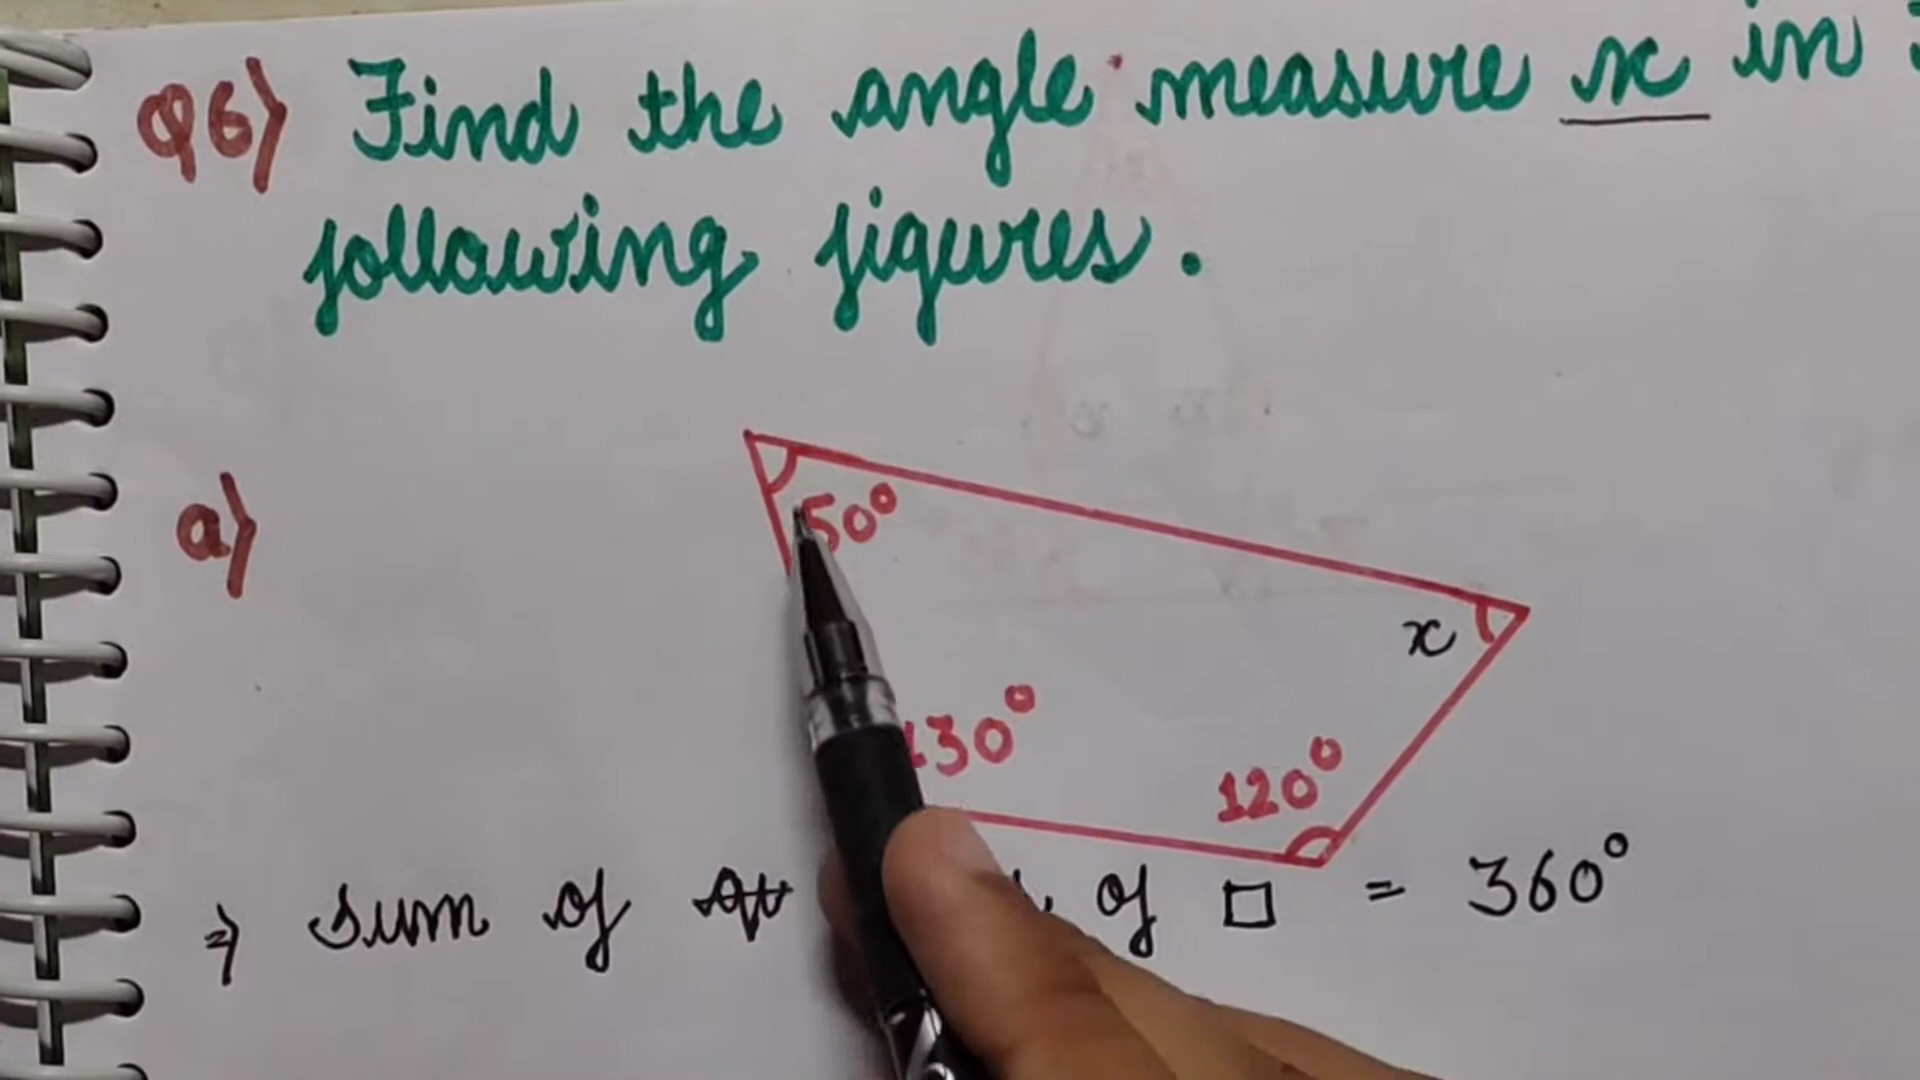 Q6) Find the angle measure x in
following figures.
a)
50°
x
130°
120°
⇒ Sum of of □ = 360°